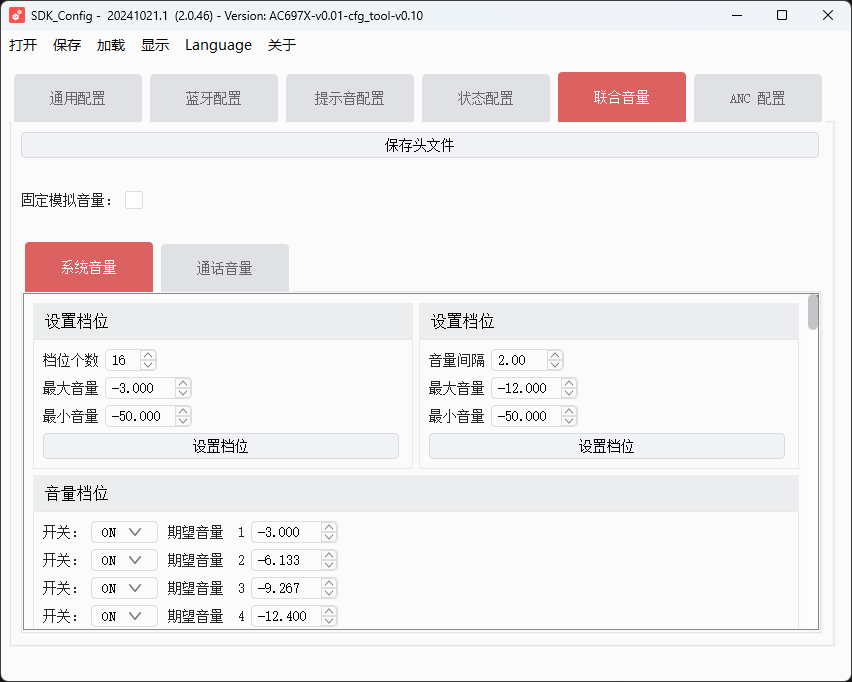 SDK_Config - 20241021.1 (2.0.46) - Version: AC697X-v0.01-cfg_tool-v0.10
打开 保存 加载 显示 Language 关于
通用配置 蓝牙配置 提示音配置 状态配置 联合音量 ANC 配置
保存头文件
固定模拟音量：
系统音量 通话音量
设置档位 设置档位
档位个数 16 音量间隔 2.00
最大音量 -3.000 最大音量 -12.000
最小音量 -50.000 最小音量 -50.000
设置档位 设置档位
音量档位
开关： ON 期望音量 1 -3.000
开关： ON 期望音量 2 -6.133
开关： ON 期望音量 3 -9.267
开关： ON 期望音量 4 -12.400